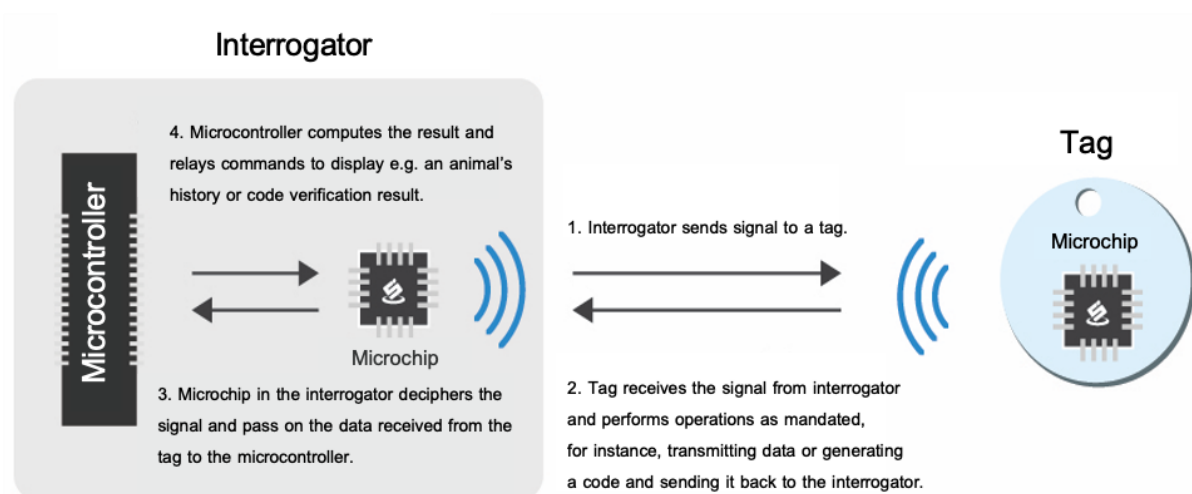 Interrogator
4. Microcontroller computes the result and
relays commands to display e.g. an animal's
history or code verification result.
Microcontroller
Microchip
3. Microchip in the interrogator deciphers the
signal and pass on the data received from the
tag to the microcontroller.
1. Interrogator sends signal to a tag.
2. Tag receives the signal from interrogator
and performs operations as mandated,
for instance, transmitting data or generating
a code and sending it back to the interrogator.
Tag
Microchip